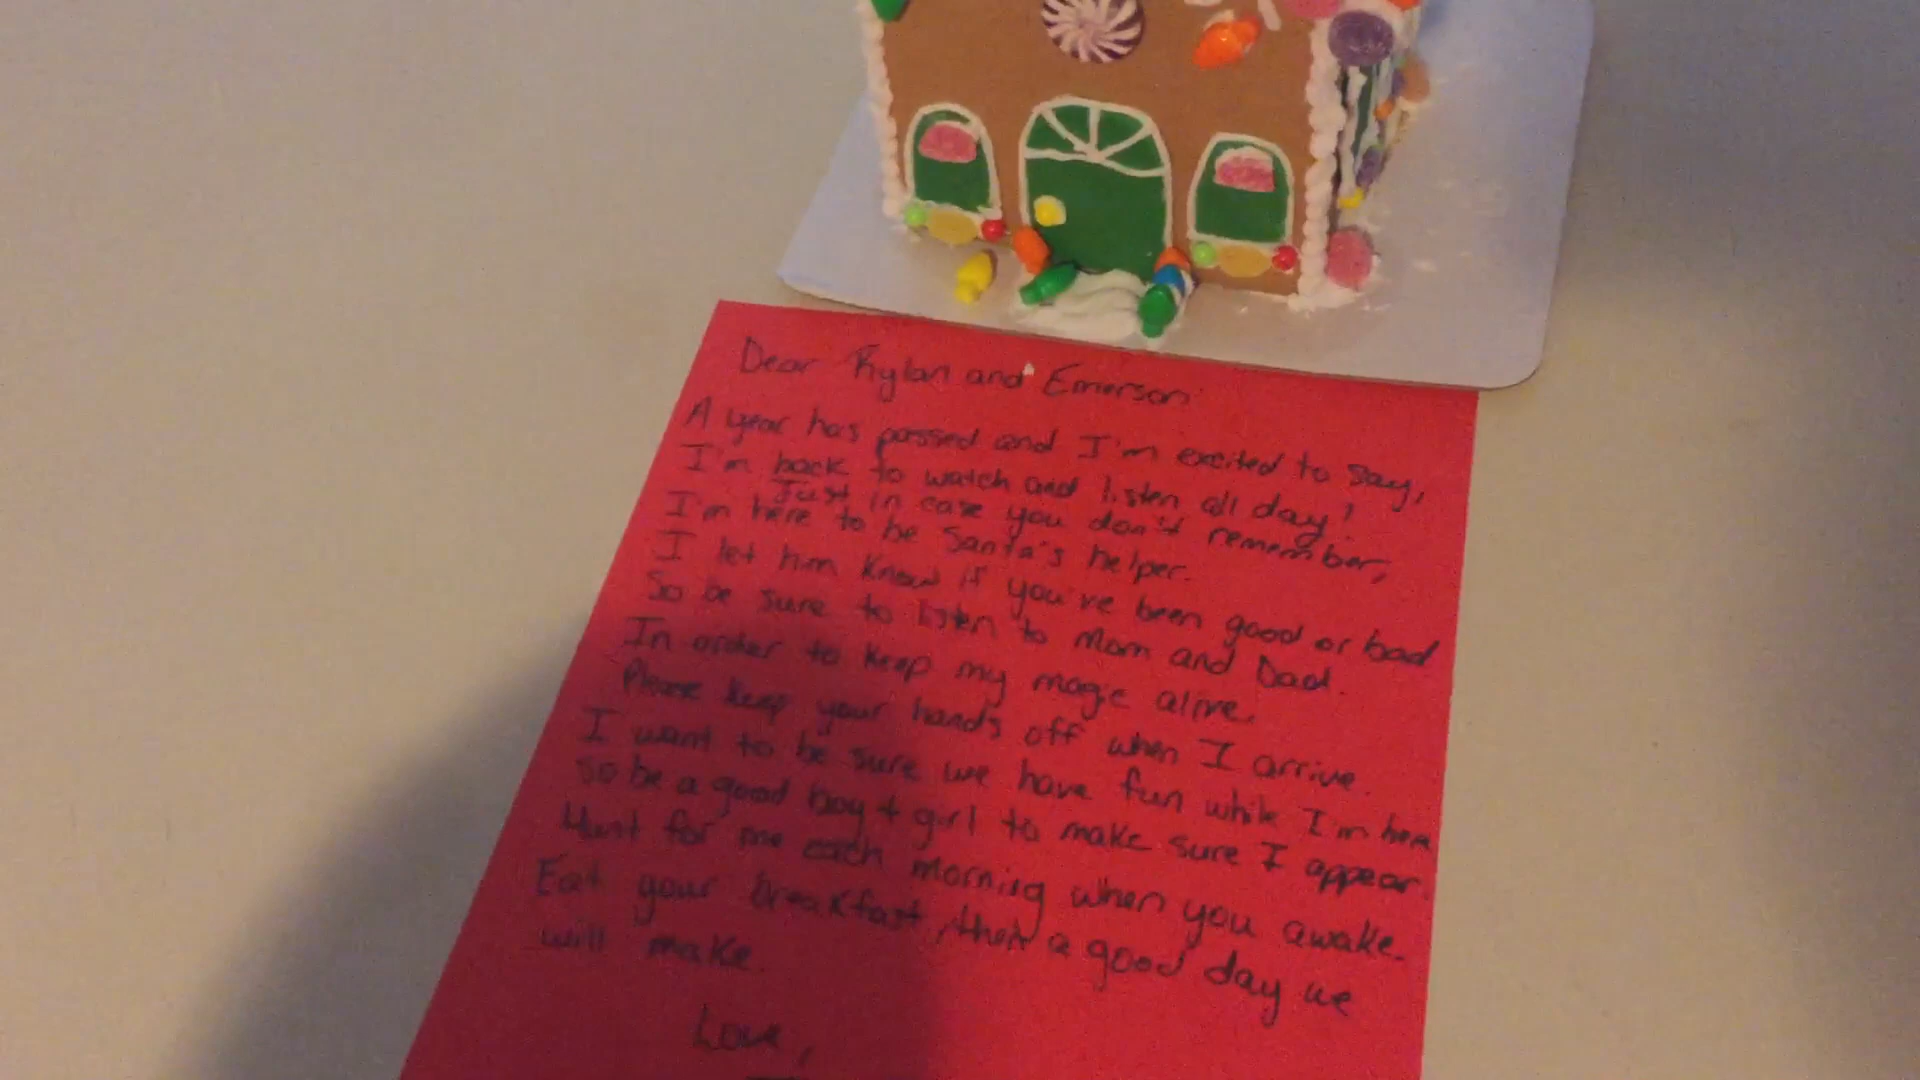 Dear Rylan and Emerson
A year has passed and I'm excited to say,
I'm back to watch and listen all day!
Just in case you don't remember,
I'm here to be Santa's helper.
I let him know if you've been good or bad
So be sure to listen to Mom and Dad.
In order to keep my magic alive,
Please keep your hands off when I arrive.
I want to be sure we have fun while I'm here
So be a good boy + girl to make sure I appear.
Hunt for me each morning when you awake.
Eat your breakfast, then a good day we
will make.
Love,